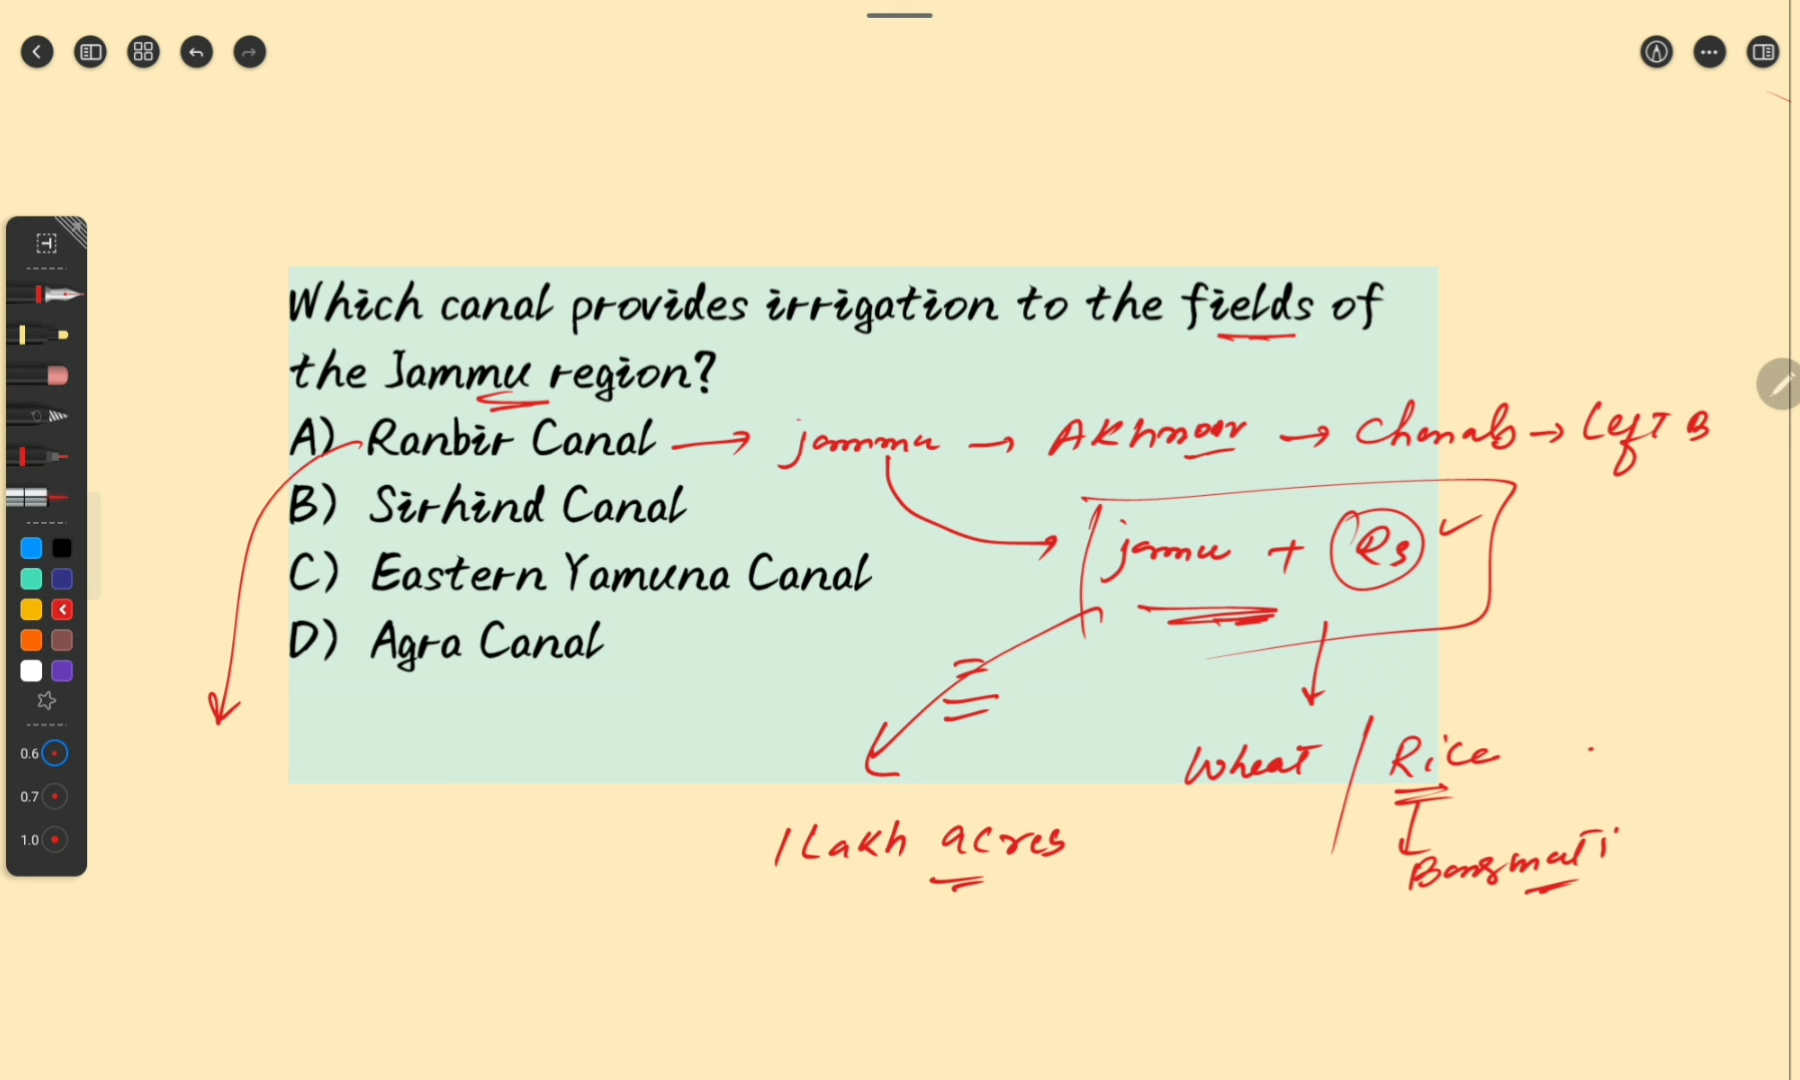 Which canal provides irrigation to the fields of
the Jammu region?
A) Ranbir Canal → jammu → Akhnoor → Chenab → Left B
B) Sirhind Canal
jammu + Rs
C) Eastern Yamuna Canal
D) Agra Canal
Wheat / Rice
1 Lakh acres
0.6
0.7
1.0